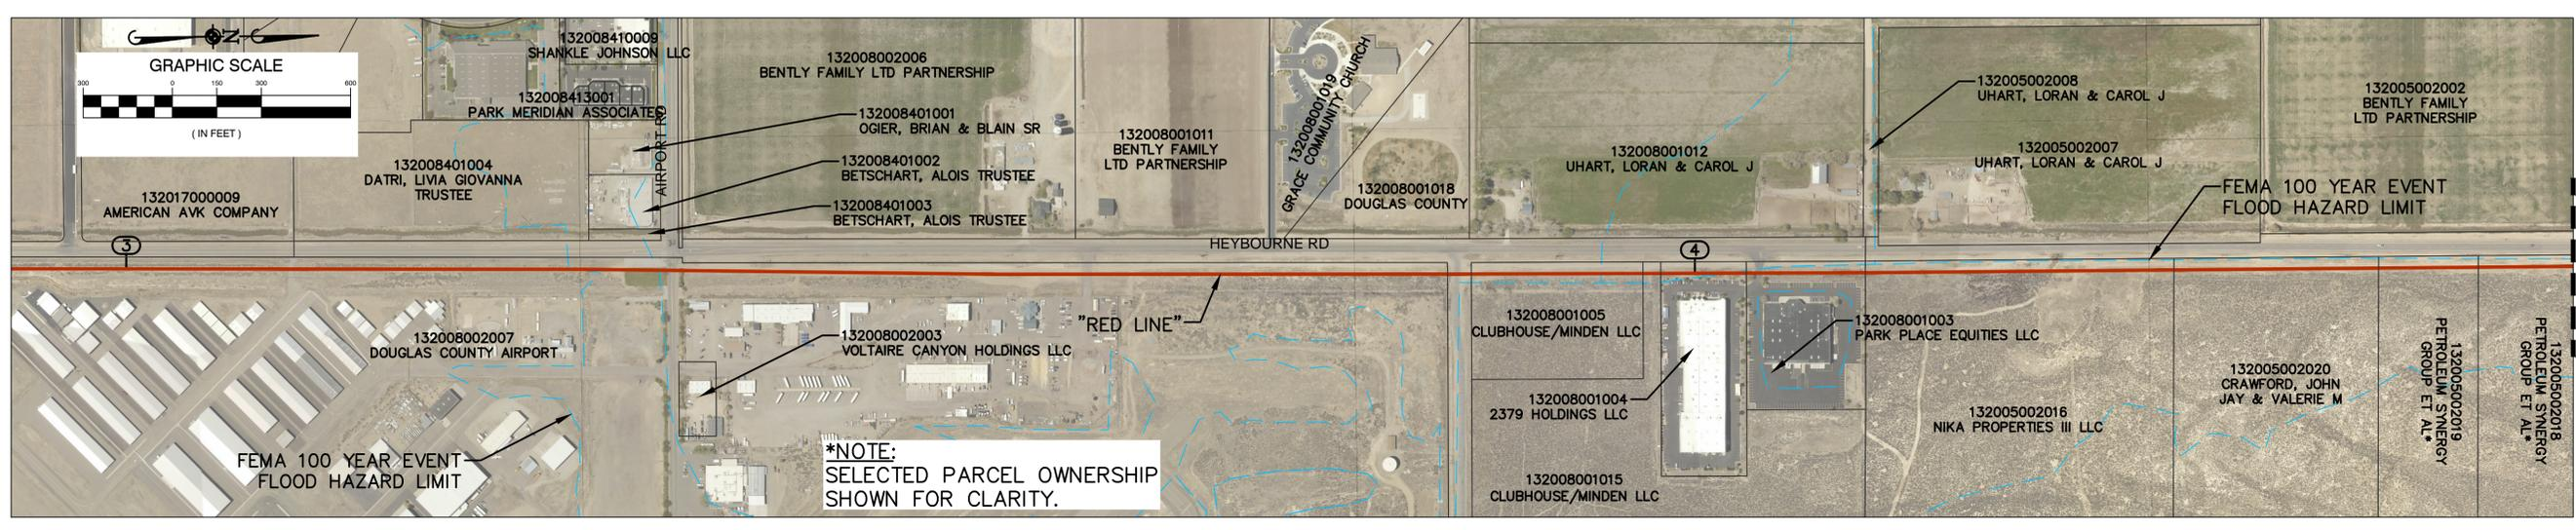 N
GRAPHIC SCALE
300 0 150 300 600
( IN FEET )
132008410009
SHANKLE JOHNSON LLC
132008413001
PARK MERIDIAN ASSOCIATES
AIRPORT RD
132008401004
DATRI, LIVIA GIOVANNA
TRUSTEE
132017000009
AMERICAN AVK COMPANY
132008002006
BENTLY FAMILY LTD PARTNERSHIP
132008401001
OGIER, BRIAN & BLAIN SR
132008401002
BETSCHART, ALOIS TRUSTEE
132008401003
BETSCHART, ALOIS TRUSTEE
132008001011
BENTLY FAMILY
LTD PARTNERSHIP
132008001019
GRACE COMMUNITY CHURCH
132008001018
DOUGLAS COUNTY
132008001012
UHART, LORAN & CAROL J
132005002008
UHART, LORAN & CAROL J
132005002007
UHART, LORAN & CAROL J
132005002002
BENTLY FAMILY
LTD PARTNERSHIP
FEMA 100 YEAR EVENT
FLOOD HAZARD LIMIT
3
HEYBOURNE RD
4
132008002007
DOUGLAS COUNTY AIRPORT
FEMA 100 YEAR EVENT
FLOOD HAZARD LIMIT
132008002003
VOLTAIRE CANYON HOLDINGS LLC
"RED LINE"
*NOTE:
SELECTED PARCEL OWNERSHIP
SHOWN FOR CLARITY.
132008001005
CLUBHOUSE/MINDEN LLC
132008001004
2379 HOLDINGS LLC
132008001015
CLUBHOUSE/MINDEN LLC
132008001003
PARK PLACE EQUITIES LLC
132005002016
NIKA PROPERTIES III LLC
132005002020
CRAWFORD, JOHN
JAY & VALERIE M
132005002019
PETROLEUM SYNERGY
GROUP ET AL*
132005002018
PETROLEUM SYNERGY
GROUP ET AL*